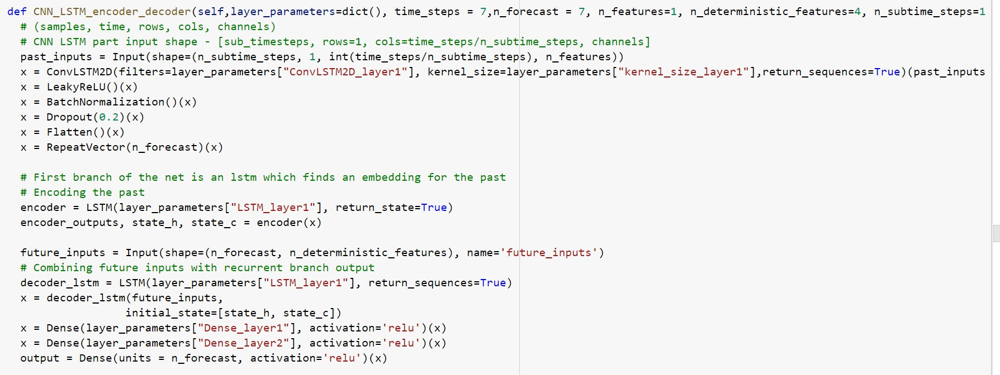 def CNN_LSTM_encoder_decoder(self,layer_parameters=dict(), time_steps = 7,n_forecast = 7, n_features=1, n_deterministic_features=4, n_subtime_steps=1
  # (samples, time, rows, cols, channels)
  # CNN LSTM part input shape - [sub_timesteps, rows=1, cols=time_steps/n_subtime_steps, channels]
  past_inputs = Input(shape=(n_subtime_steps, 1, int(time_steps/n_subtime_steps), n_features))
  x = ConvLSTM2D(filters=layer_parameters["ConvLSTM2D_layer1"], kernel_size=layer_parameters["kernel_size_layer1"],return_sequences=True)(past_inputs
  x = LeakyReLU()(x)
  x = BatchNormalization()(x)
  x = Dropout(0.2)(x)
  x = Flatten()(x)
  x = RepeatVector(n_forecast)(x)

  # First branch of the net is an lstm which finds an embedding for the past
  # Encoding the past
  encoder = LSTM(layer_parameters["LSTM_layer1"], return_state=True)
  encoder_outputs, state_h, state_c = encoder(x)

  future_inputs = Input(shape=(n_forecast, n_deterministic_features), name='future_inputs')
  # Combining future inputs with recurrent branch output
  decoder_lstm = LSTM(layer_parameters["LSTM_layer1"], return_sequences=True)
  x = decoder_lstm(future_inputs,
                  initial_state=[state_h, state_c])
  x = Dense(layer_parameters["Dense_layer1"], activation='relu')(x)
  x = Dense(layer_parameters["Dense_layer2"], activation='relu')(x)
  output = Dense(units = n_forecast, activation='relu')(x)